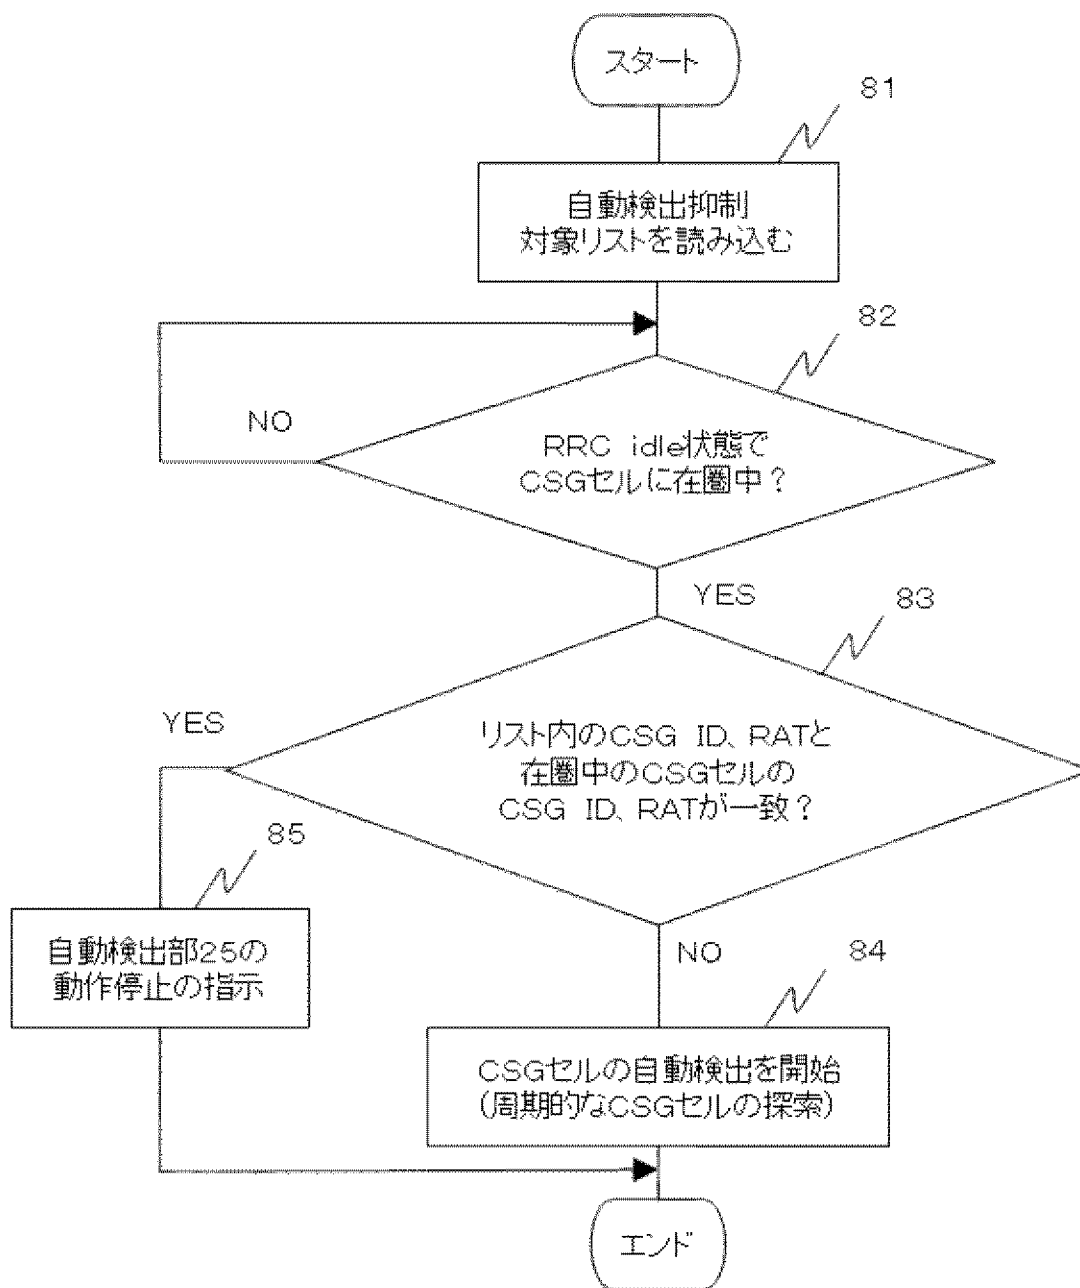 スタート
81
自動検出抑制
対象リストを読み込む
82
NO
RRC idle状態で
CSGセルに在圏中？
YES
83
YES
リスト内のCSG ID、RATと
在圏中のCSGセルの
CSG ID、RATが一致？
85
自動検出部25の
動作停止の指示
NO
84
CSGセルの自動検出を開始
（周期的なCSGセルの探索）
エンド